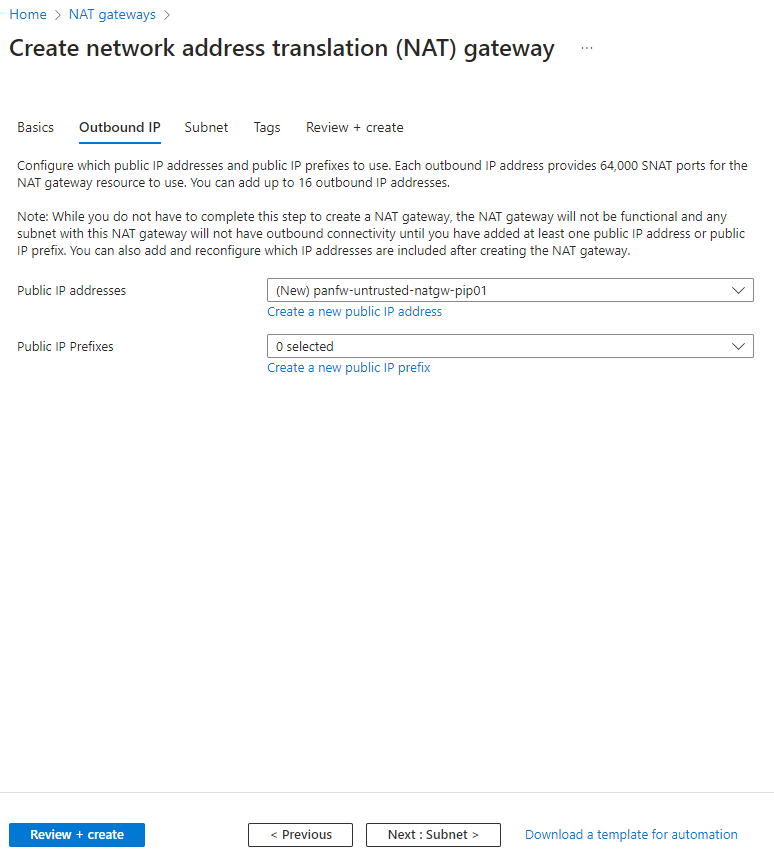 Home > NAT gateways >
Create network address translation (NAT) gateway ...
Basics Outbound IP Subnet Tags Review + create
Configure which public IP addresses and public IP prefixes to use. Each outbound IP address provides 64,000 SNAT ports for the
NAT gateway resource to use. You can add up to 16 outbound IP addresses.
Note: While you do not have to complete this step to create a NAT gateway, the NAT gateway will not be functional and any
subnet with this NAT gateway will not have outbound connectivity until you have added at least one public IP address or public
IP prefix. You can also add and reconfigure which IP addresses are included after creating the NAT gateway.
Public IP addresses (New) panfw-untrusted-natgw-pip01
Create a new public IP address
Public IP Prefixes 0 selected
Create a new public IP prefix
Review + create < Previous Next : Subnet > Download a template for automation